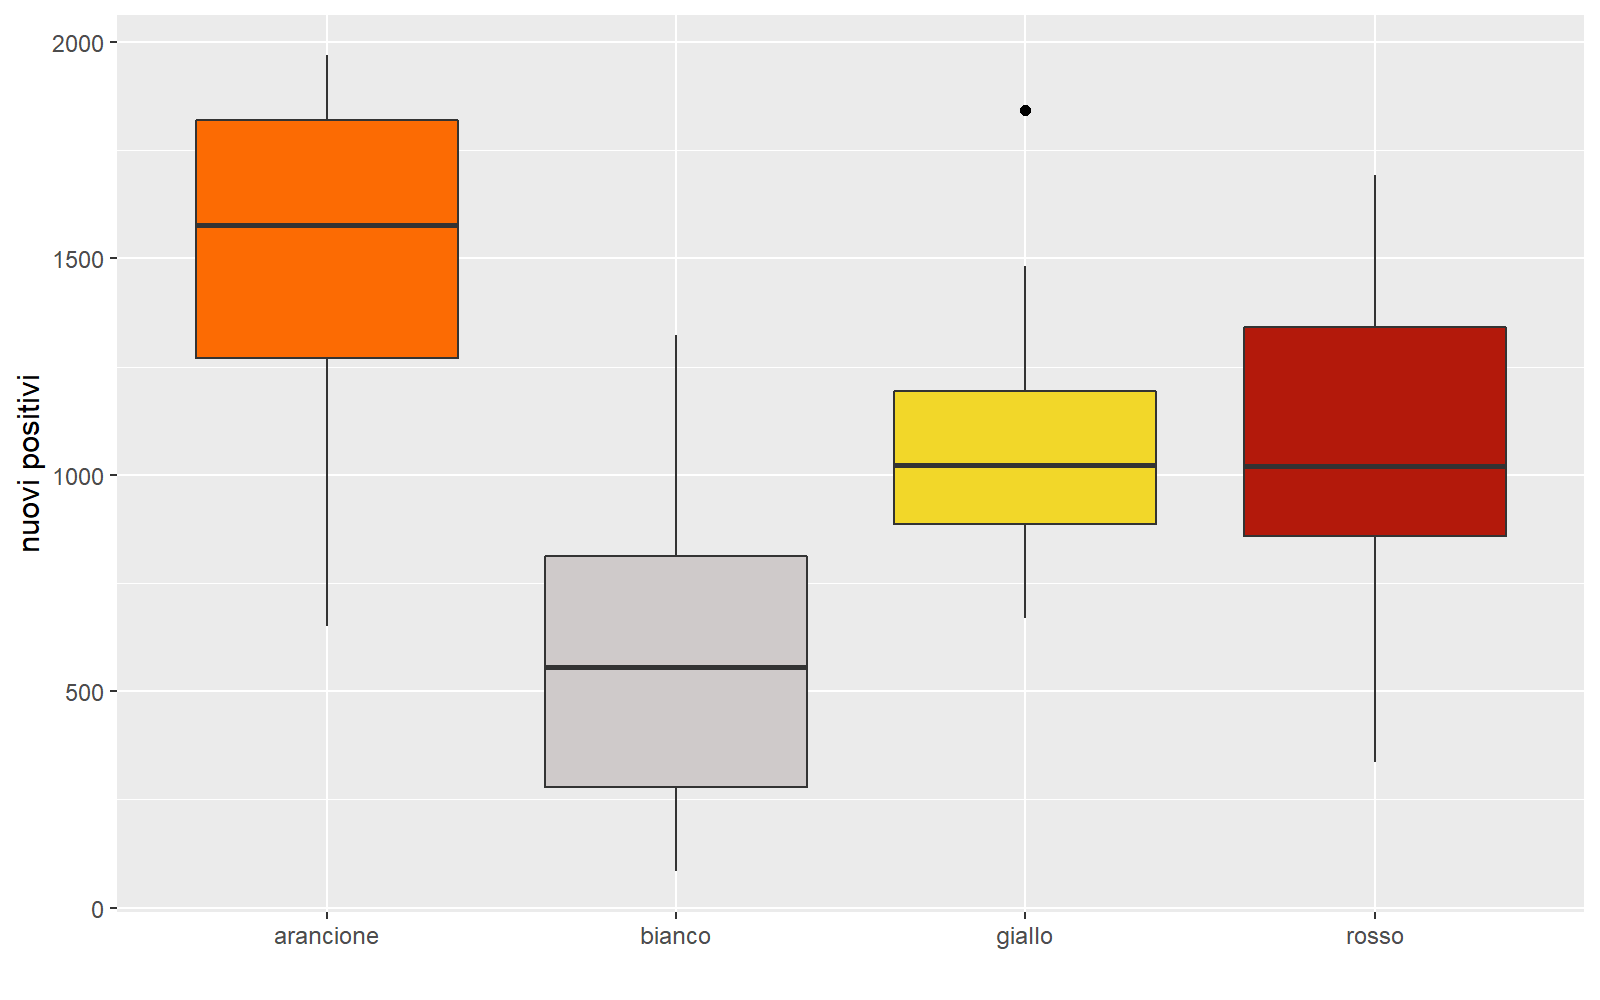 nuovi positivi
2000
1500
1000
500
0
arancione
bianco
giallo
rosso